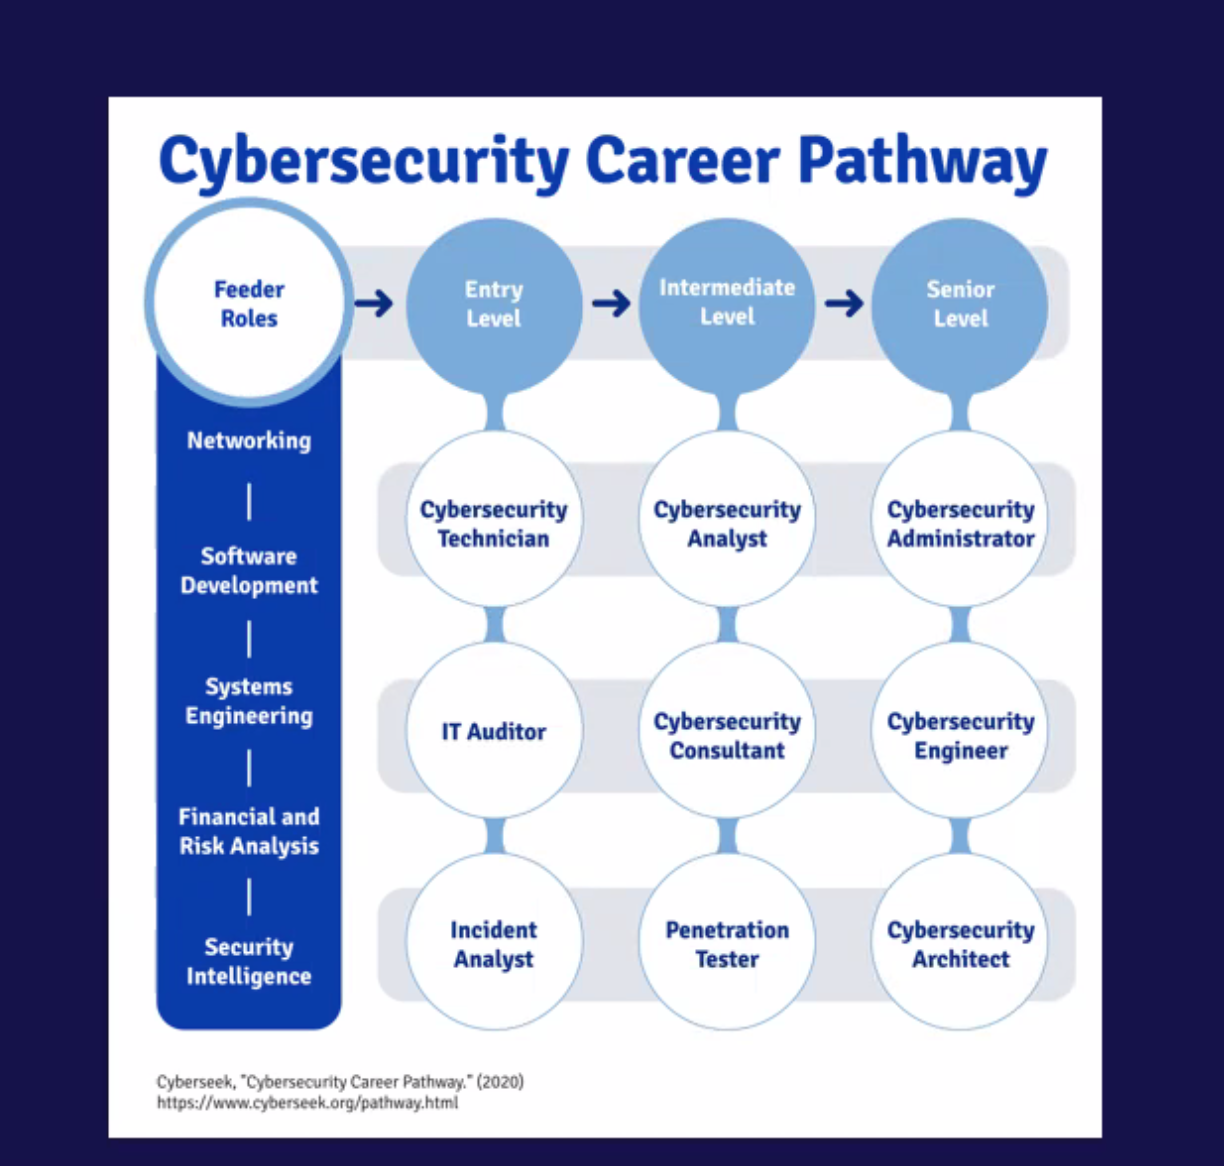 Cybersecurity Career Pathway
Feeder
Roles
Entry
Level
Intermediate
Level
Senior
Level
Networking
Software
Development
Systems
Engineering
Financial and
Risk Analysis
Security
Intelligence
Cybersecurity
Technician
Cybersecurity
Analyst
Cybersecurity
Administrator
IT Auditor
Cybersecurity
Consultant
Cybersecurity
Engineer
Incident
Analyst
Penetration
Tester
Cybersecurity
Architect
Cyberseek, "Cybersecurity Career Pathway." (2020)
https://www.cyberseek.org/pathway.html